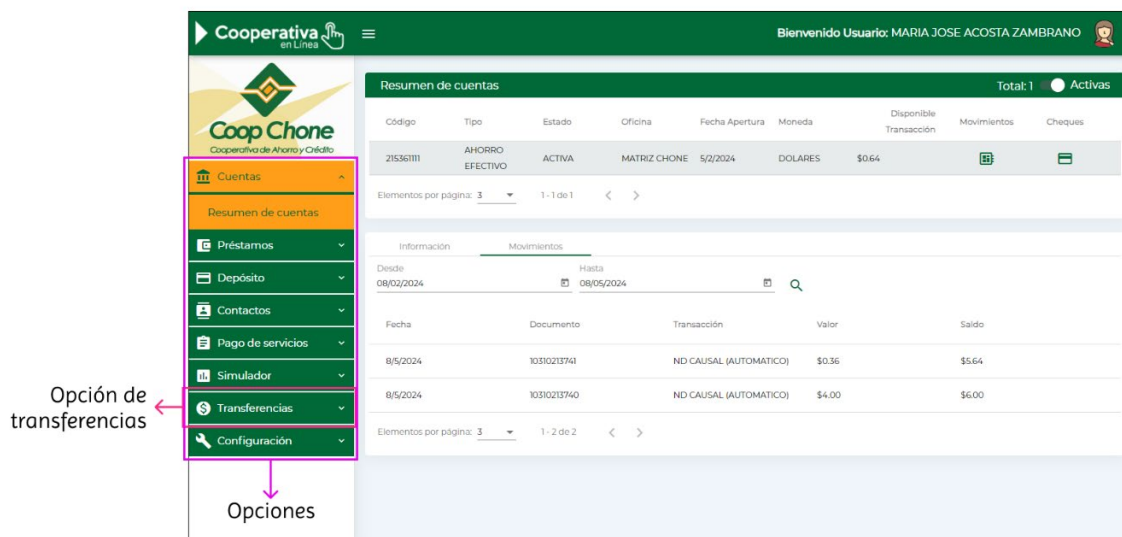 Cooperativa
en Línea
Bienvenido Usuario: MARIA JOSE ACOSTA ZAMBRANO
Coop Chone
Cooperativa de Ahorro y Crédito
Cuentas
Resumen de cuentas
Préstamos
Depósito
Contactos
Pago de servicios
Simulador
Transferencias
Configuración
Opción de
transferencias
Opciones
Resumen de cuentas Total: 1 Activas
Código Tipo Estado Oficina Fecha Apertura Moneda Disponible Transacción Movimientos Cheques
215361111 AHORRO EFECTIVO ACTIVA MATRIZ CHONE 5/2/2024 DOLARES $0.64
Elementos por página: 3 1 - 1 de 1
Información Movimientos
Desde Hasta
08/02/2024 08/05/2024
Fecha Documento Transacción Valor Saldo
8/5/2024 10310213741 ND CAUSAL (AUTOMATICO) $0.36 $5.64
8/5/2024 10310213740 ND CAUSAL (AUTOMATICO) $4.00 $6.00
Elementos por página: 3 1 - 2 de 2